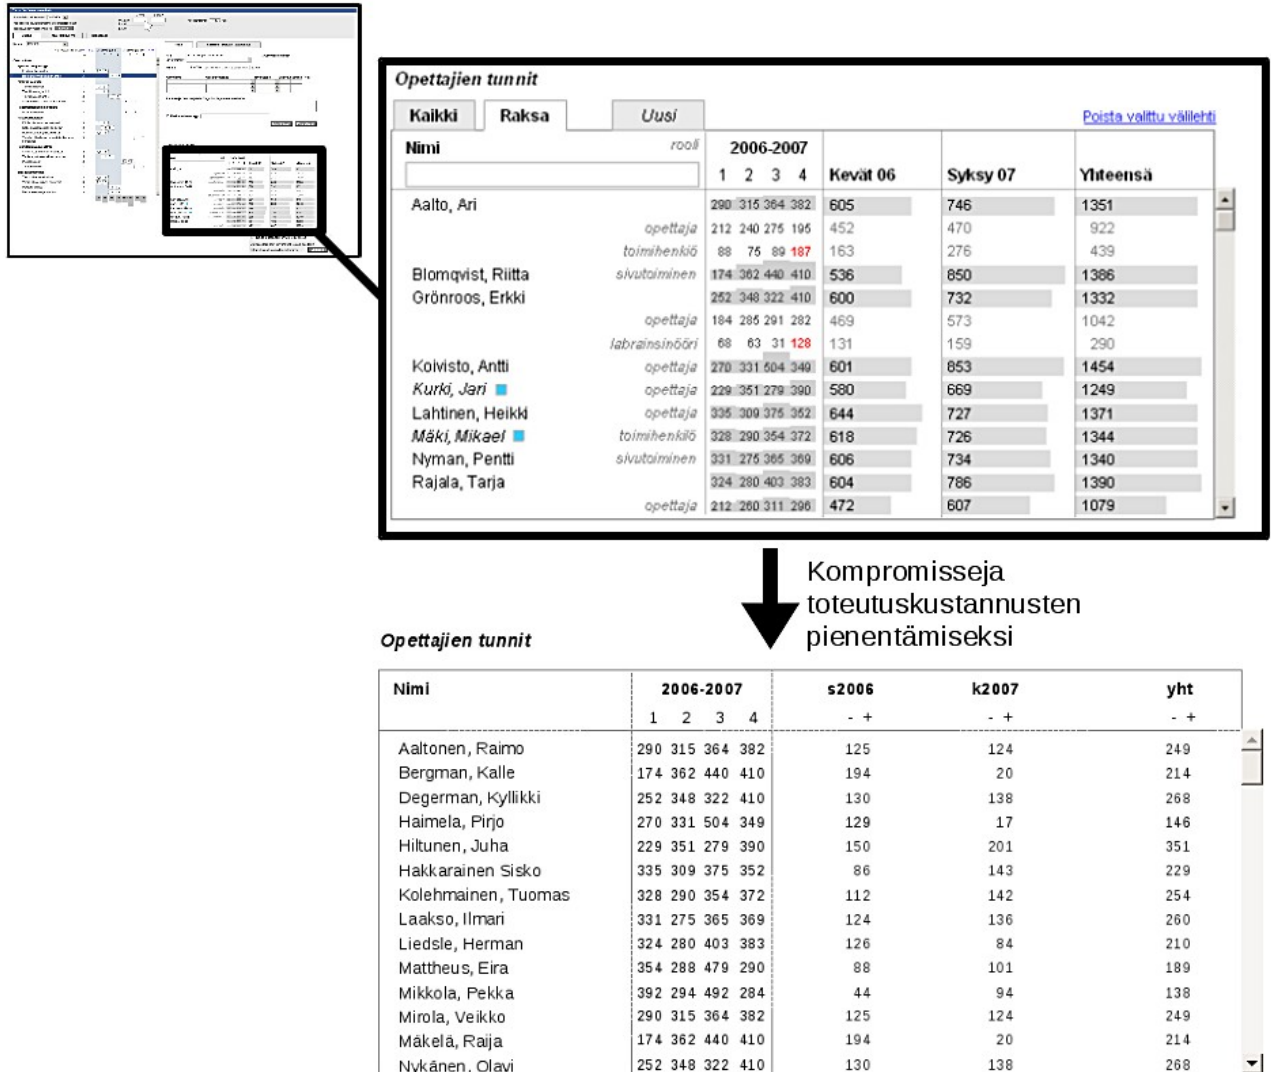 Opettajien tunnit
Kaikki Raksa Uusi Poista valittu välilehti
Nimi rooli 2006-2007
1 2 3 4 Kevät 06 Syksy 07 Yhteensä
Aalto, Ari 290 315 364 382 605 746 1351
opettaja 212 240 275 195 452 470 922
toimihenkilö 88 75 89 187 163 276 439
Blomqvist, Riitta sivutoiminen 174 362 440 410 536 850 1386
Grönroos, Erkki 252 348 322 410 600 732 1332
opettaja 184 285 291 282 469 573 1042
labrainsinööri 68 63 31 128 131 159 290
Koivisto, Antti opettaja 270 331 504 349 601 853 1454
Kurki, Jari opettaja 229 351 279 390 580 669 1249
Lahtinen, Heikki opettaja 335 309 375 352 644 727 1371
Mäki, Mikael toimihenkilö 328 290 354 372 618 726 1344
Nyman, Pentti sivutoiminen 331 275 365 369 606 734 1340
Rajala, Tarja 324 280 403 383 604 786 1390
opettaja 212 260 311 296 472 607 1079
Kompromisseja
toteutuskustannusten
pienentämiseksi
Opettajien tunnit
Nimi 2006-2007 s2006 k2007 yht
1 2 3 4 - + - + - +
Aaltonen, Raimo 290 315 364 382 125 124 249
Bergman, Kalle 174 362 440 410 194 20 214
Degerman, Kyllikki 252 348 322 410 130 138 268
Haimela, Pirjo 270 331 504 349 129 17 146
Hiltunen, Juha 229 351 279 390 150 201 351
Hakkarainen Sisko 335 309 375 352 86 143 229
Kolehmainen, Tuomas 328 290 354 372 112 142 254
Laakso, Ilmari 331 275 365 369 124 136 260
Liedsle, Herman 324 280 403 383 126 84 210
Mattheus, Eira 354 288 479 290 88 101 189
Mikkola, Pekka 392 294 492 284 44 94 138
Mirola, Veikko 290 315 364 382 125 124 249
Mäkelä, Raija 174 362 440 410 194 20 214
Nykänen, Olavi 252 348 322 410 130 138 268